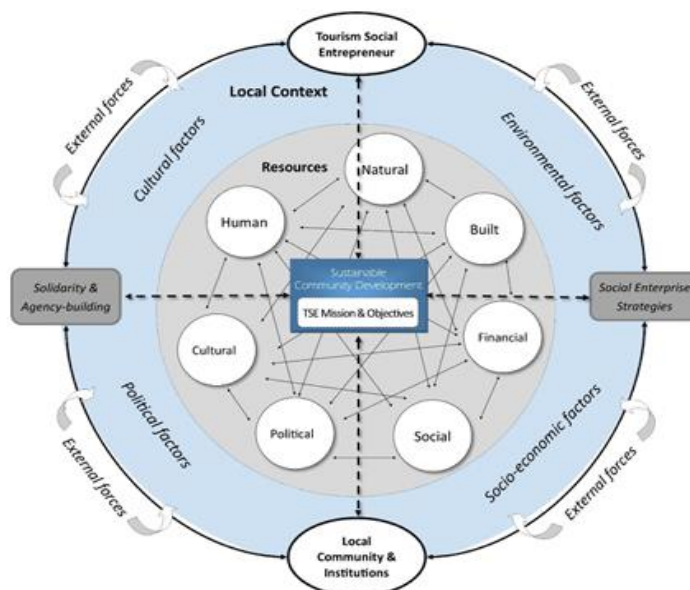 Tourism Social
Entrepreneur
External forces
External forces
Local Context
Cultural factors
Environmental factors
Resources
Natural
Human
Built
Sustainable
Community Development
TSE Mission & Objectives
Solidarity &
Agency-building
Social Enterprise
Strategies
Cultural
Financial
Political
Social
Political factors
Socio-economic factors
External forces
External forces
Local
Community &
Institutions